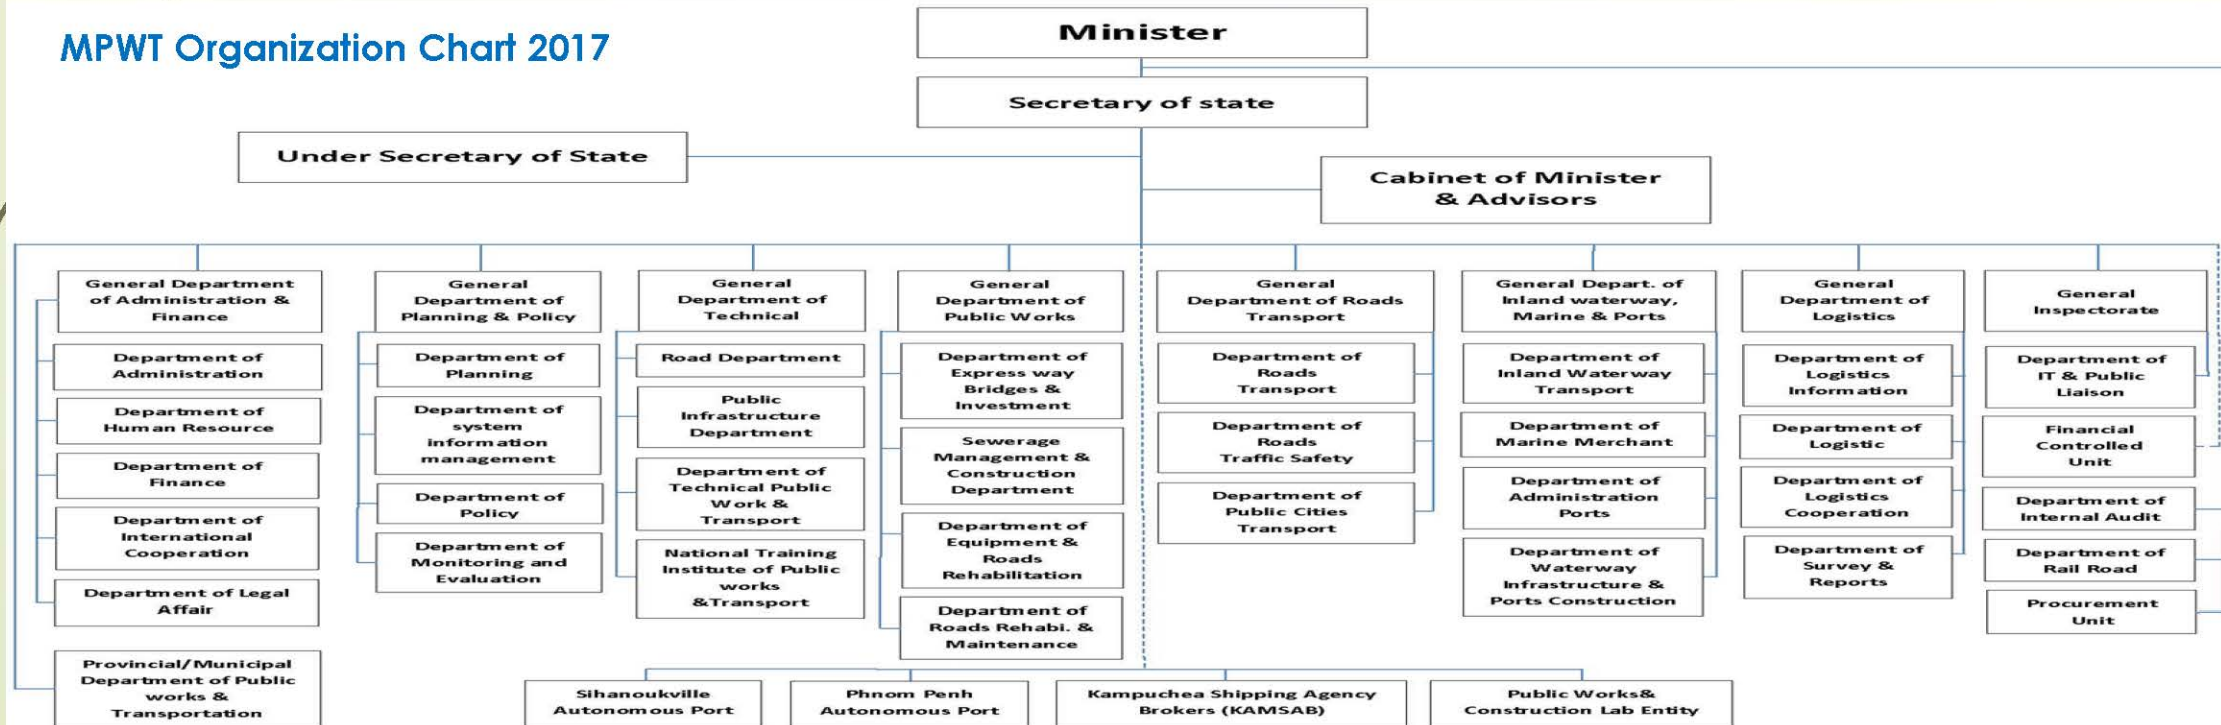 MPWT Organization Chart 2017
Minister
Secretary of state
Under Secretary of State
Cabinet of Minister
& Advisors
General Department
of Administration &
Finance
Department of
Administration
Department of
Human Resource
Department of
Finance
Department of
International
Cooperation
Department of Legal
Affair
Provincial/Municipal
Department of Public
works &
Transportation
General
Department of
Planning & Policy
Department of
Planning
Department of
system
information
management
Department of
Policy
Department of
Monitoring and
Evaluation
General
Department of
Technical
Road Department
Public
Infrastructure
Department
Department of
Technical Public
Work &
Transport
National Training
Institute of Public
works
&Transport
General
Department of
Public Works
Department of
Express way
Bridges &
Investment
Sewerage
Management &
Construction
Department
Department of
Equipment &
Roads
Rehabilitation
Department of
Roads Rehabi. &
Maintenance
General
Department of Roads
Transport
Department of
Roads
Transport
Department of
Roads
Traffic Safety
Department of
Public Cities
Transport
General Depart. of
Inland waterway,
Marine & Ports
Department of
Inland Waterway
Transport
Department of
Marine Merchant
Department of
Administration
Ports
Department of
Waterway
Infrastructure &
Ports Construction
General
Department of
Logistics
Department of
Logistics
Information
Department of
Logistic
Department of
Logistics
Cooperation
Department of
Survey &
Reports
General
Inspectorate
Department of
IT & Public
Liaison
Financial
Controlled
Unit
Department of
Internal Audit
Department of
Rail Road
Procurement
Unit
Sihanoukville
Autonomous Port
Phnom Penh
Autonomous Port
Kampuchea Shipping Agency
Brokers (KAMSAB)
Public Works&
Construction Lab Entity